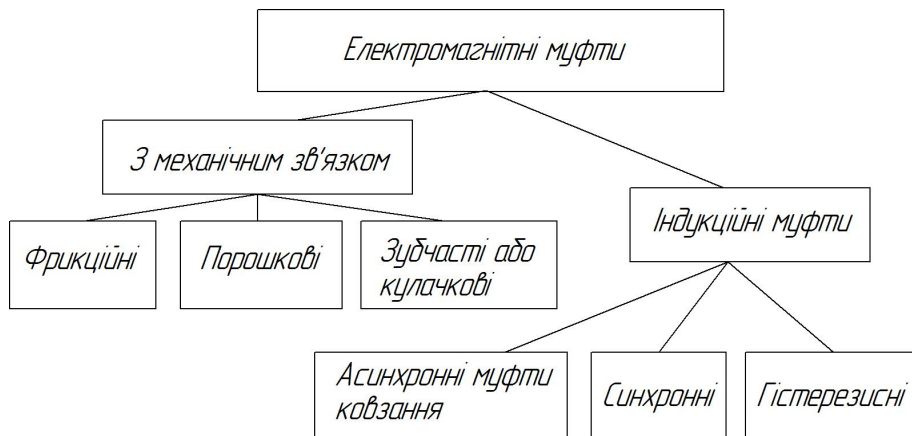 Електромагнітні муфти
З механічним зв'язком
Індукційні муфти
Фрикційні
Порошкові
Зубчасті або
кулачкові
Асинхронні муфти
ковзання
Синхронні
Гістерезисні